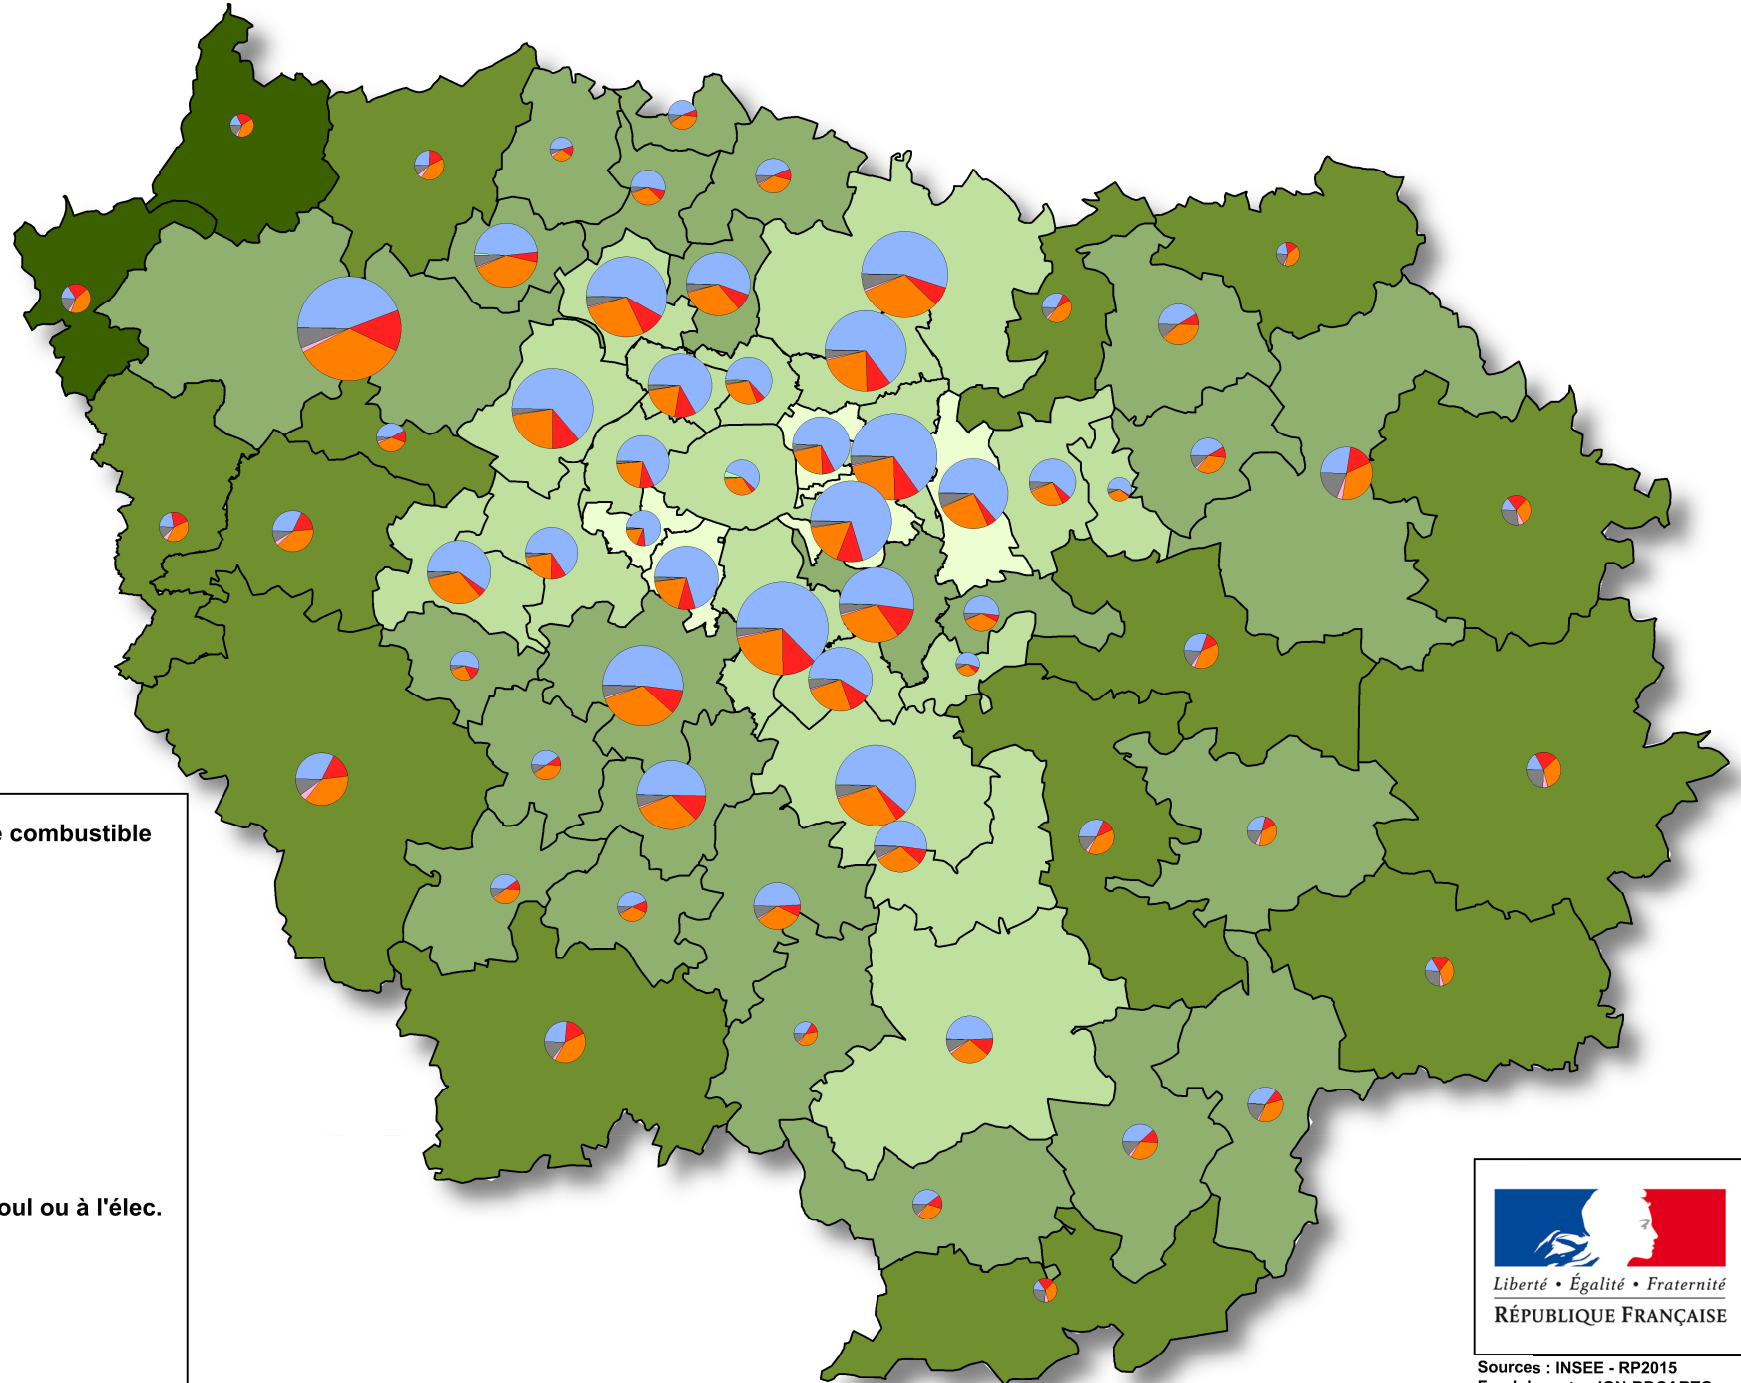 combustible
oul ou à l'élec.
Liberté • Égalité • Fraternité
RÉPUBLIQUE FRANÇAISE
Sources : INSEE - RP2015